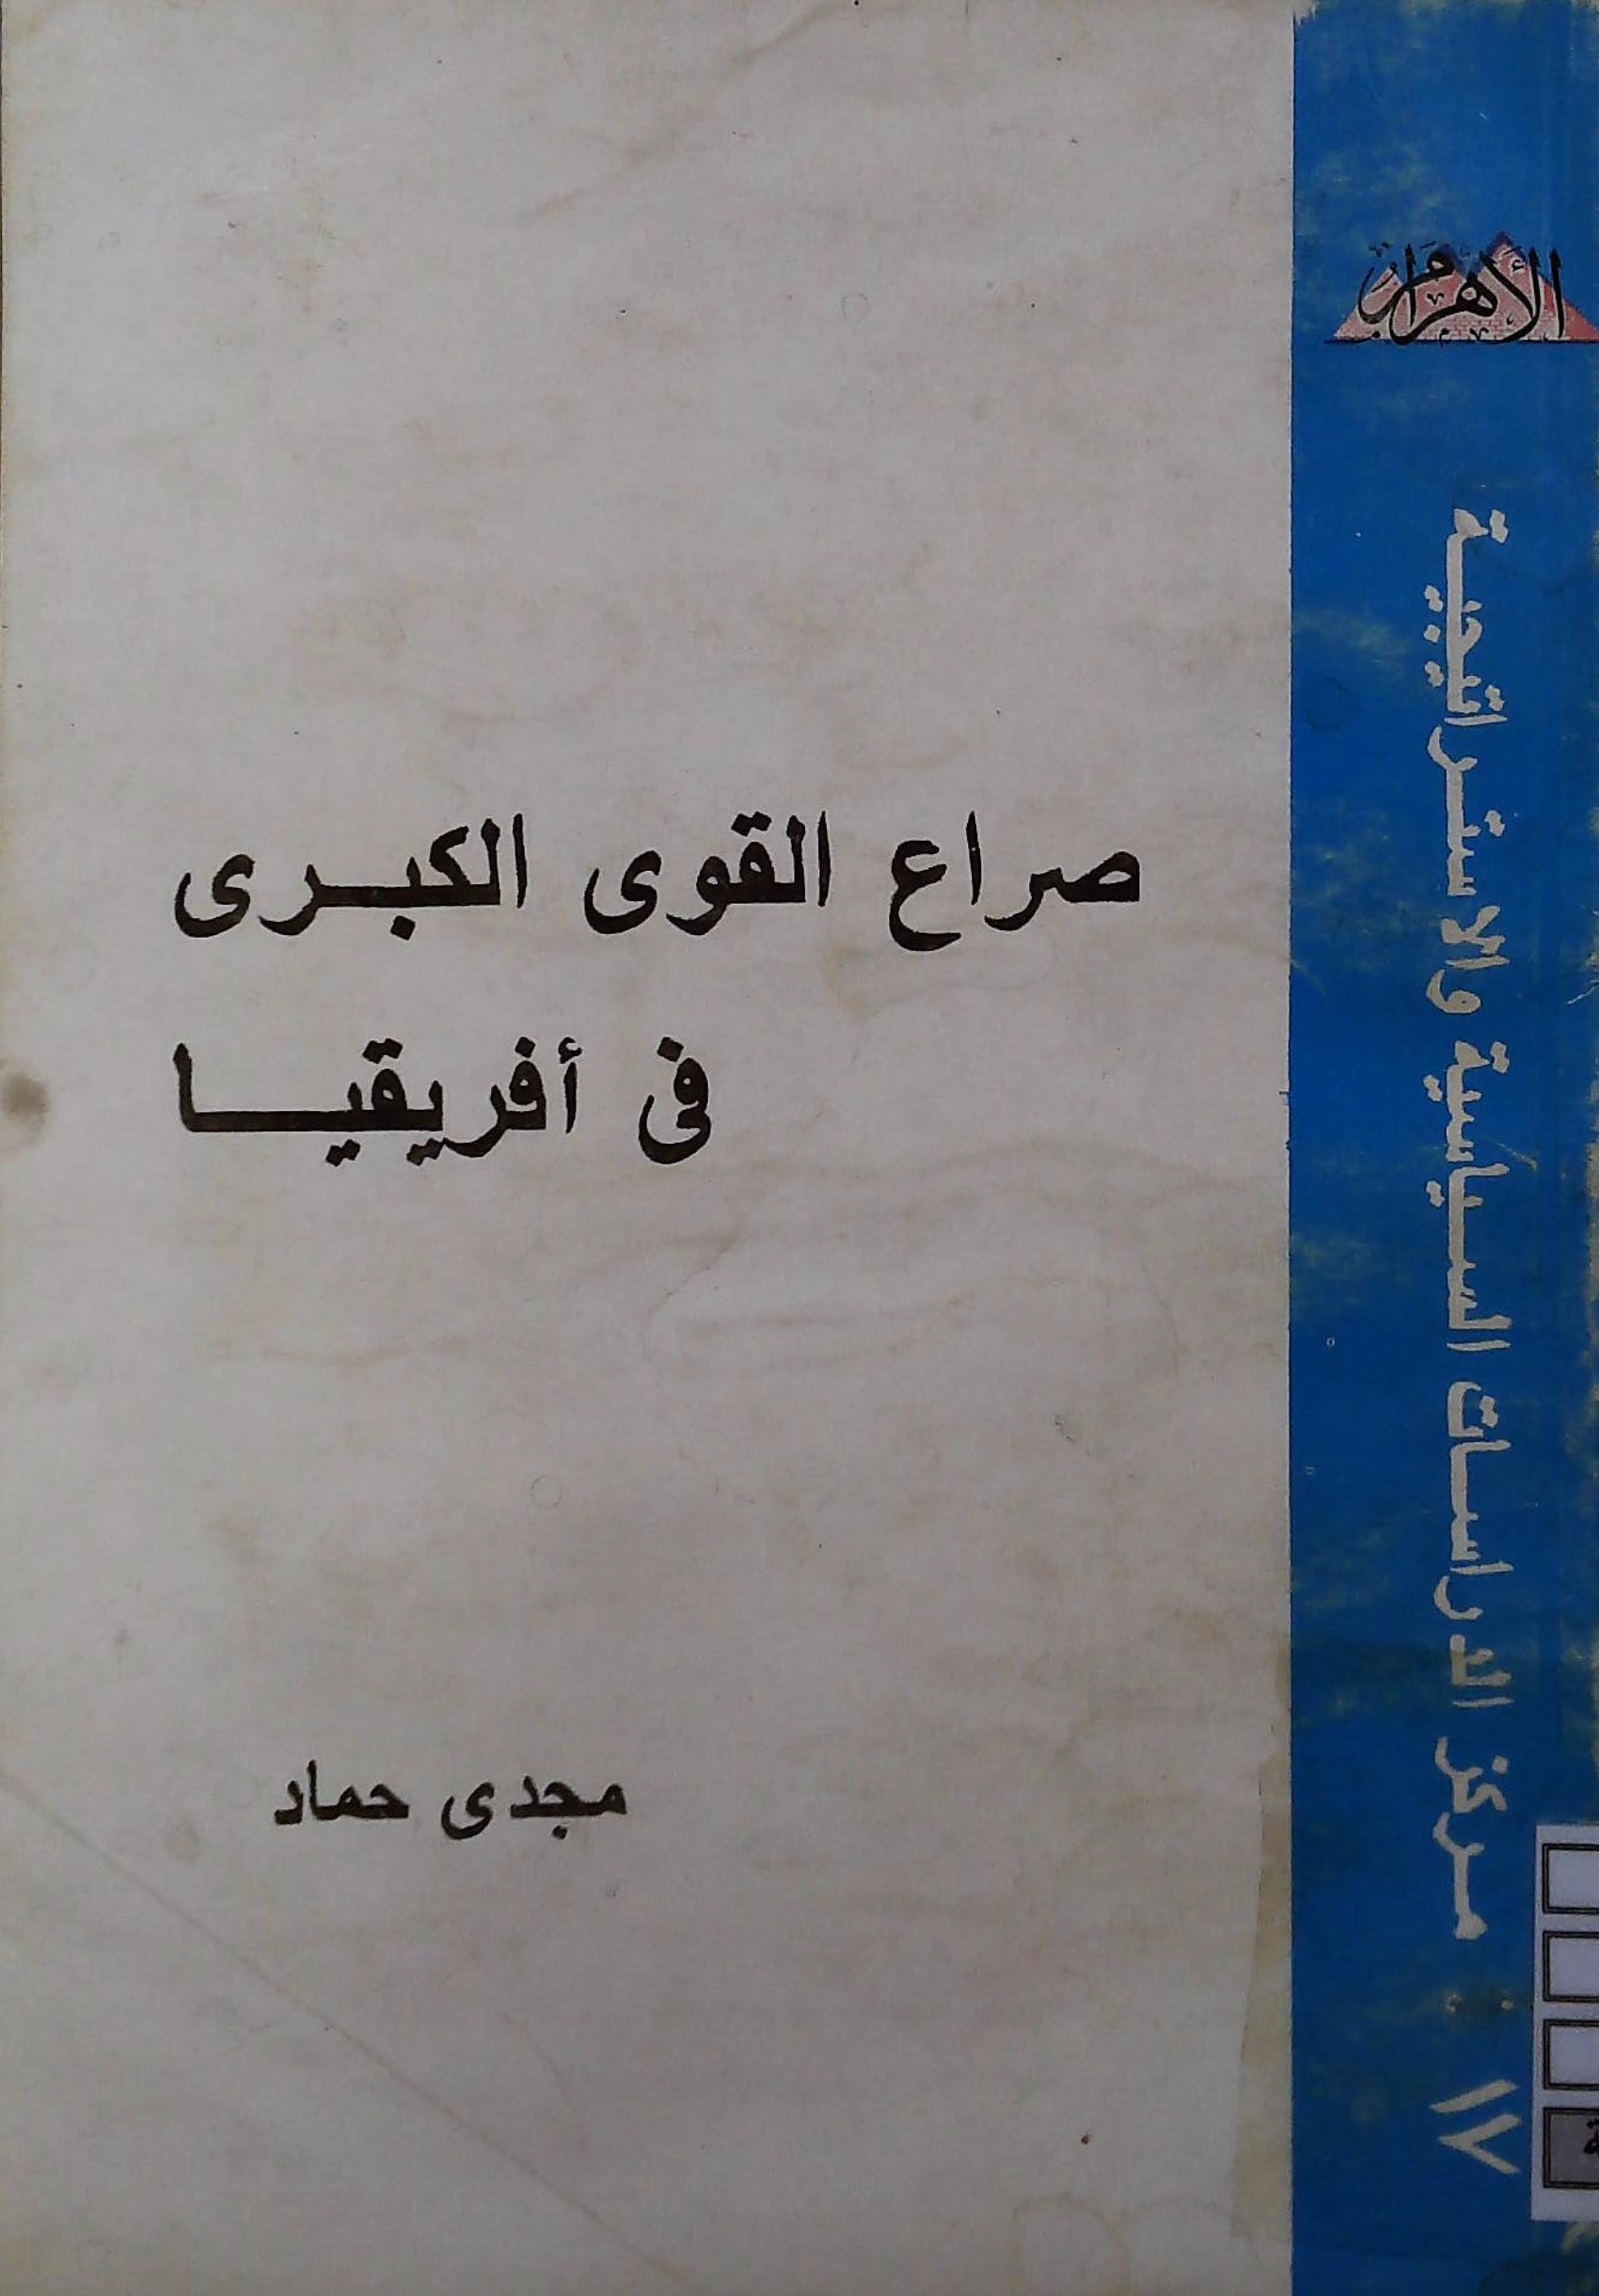 الأهرام
صراع القوى الكبرى
فى أفريقيا
مجدى حماد
مركز الدراسات السياسية والاستراتيجية
١٧